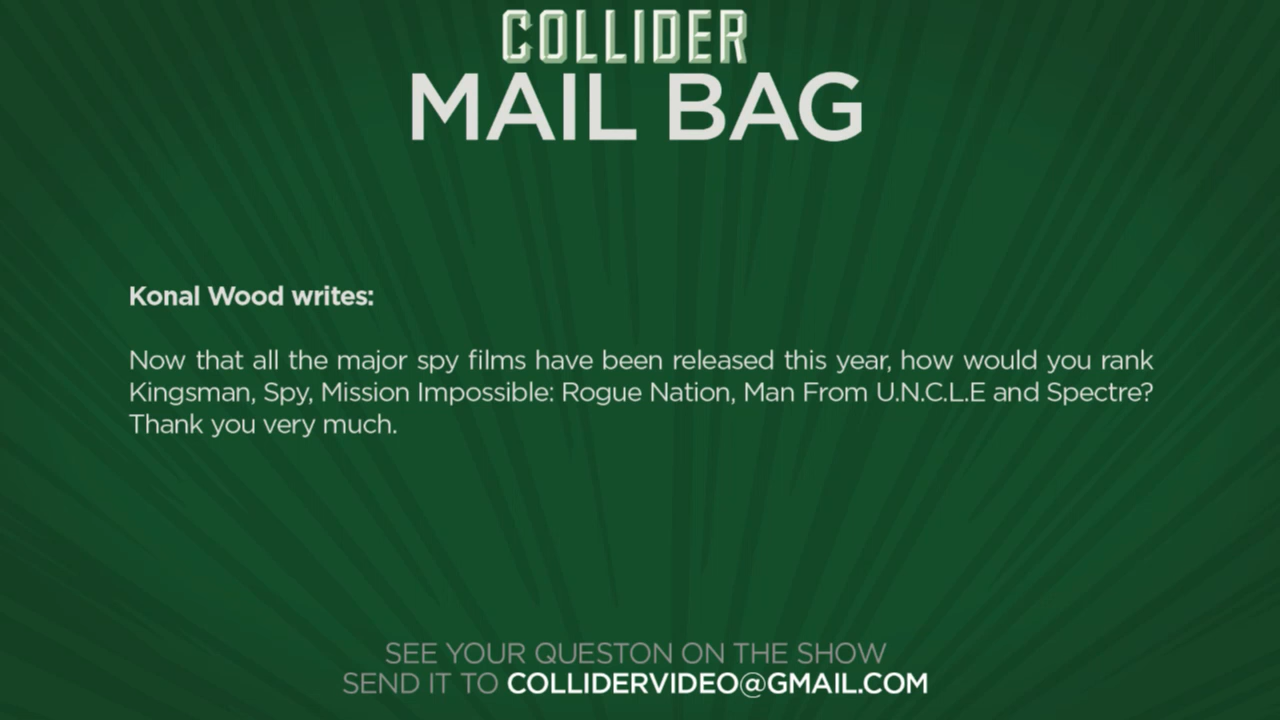 COLLIDER
MAIL BAG
Konal Wood writes:
Now that all the major spy films have been released this year, how would you rank
Kingsman, Spy, Mission Impossible: Rogue Nation, Man From U.N.C.L.E and Spectre?
Thank you very much.
SEE YOUR QUESTON ON THE SHOW
SEND IT TO COLLIDERVIDEO@GMAIL.COM